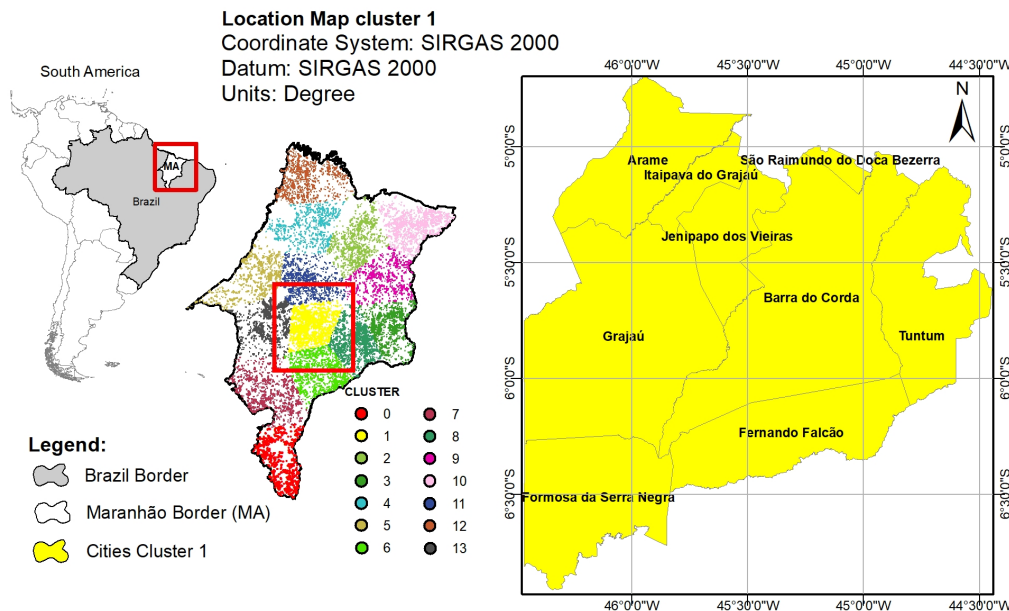 Location Map cluster 1
Coordinate System: SIRGAS 2000
Datum: SIRGAS 2000
Units: Degree
South America
MA
Brazil
CLUSTER
0
1
2
3
4
5
6
7
8
9
10
11
12
13
Legend:
Brazil Border
Maranhão Border (MA)
Cities Cluster 1
46°0'0"W
45°30'0"W
45°0'0"W
44°30'0"W
N
5°0'0"S
5°30'0"S
6°0'0"S
6°30'0"S
Arame
São Raimundo do Doca Bezerra
Itaipava do Grajaú
Jenipapo dos Vieiras
Barra do Corda
Grajaú
Tuntum
Fernando Falcão
Formosa da Serra Negra
5°0'0"S
5°30'0"S
6°0'0"S
6°30'0"S
46°0'0"W
45°30'0"W
45°0'0"W
44°30'0"W